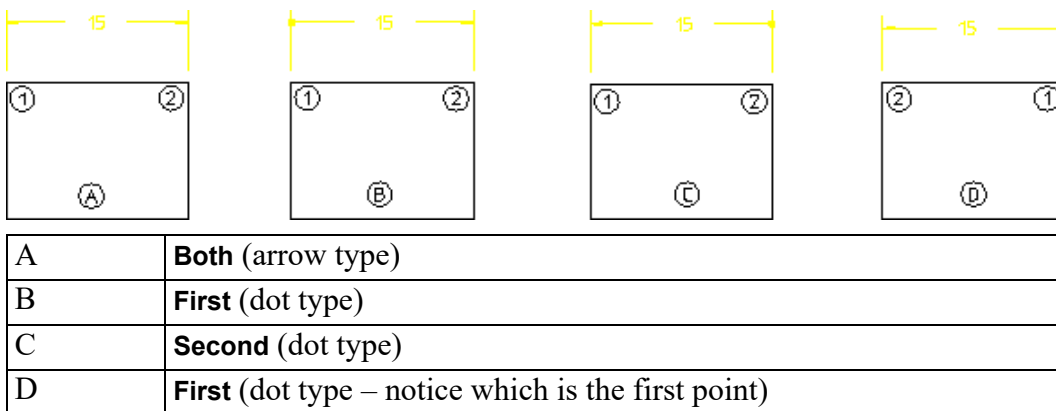 15 15 15 15
1 2 1 2 1 2 2 1
A B C D
A Both (arrow type)
B First (dot type)
C Second (dot type)
D First (dot type – notice which is the first point)